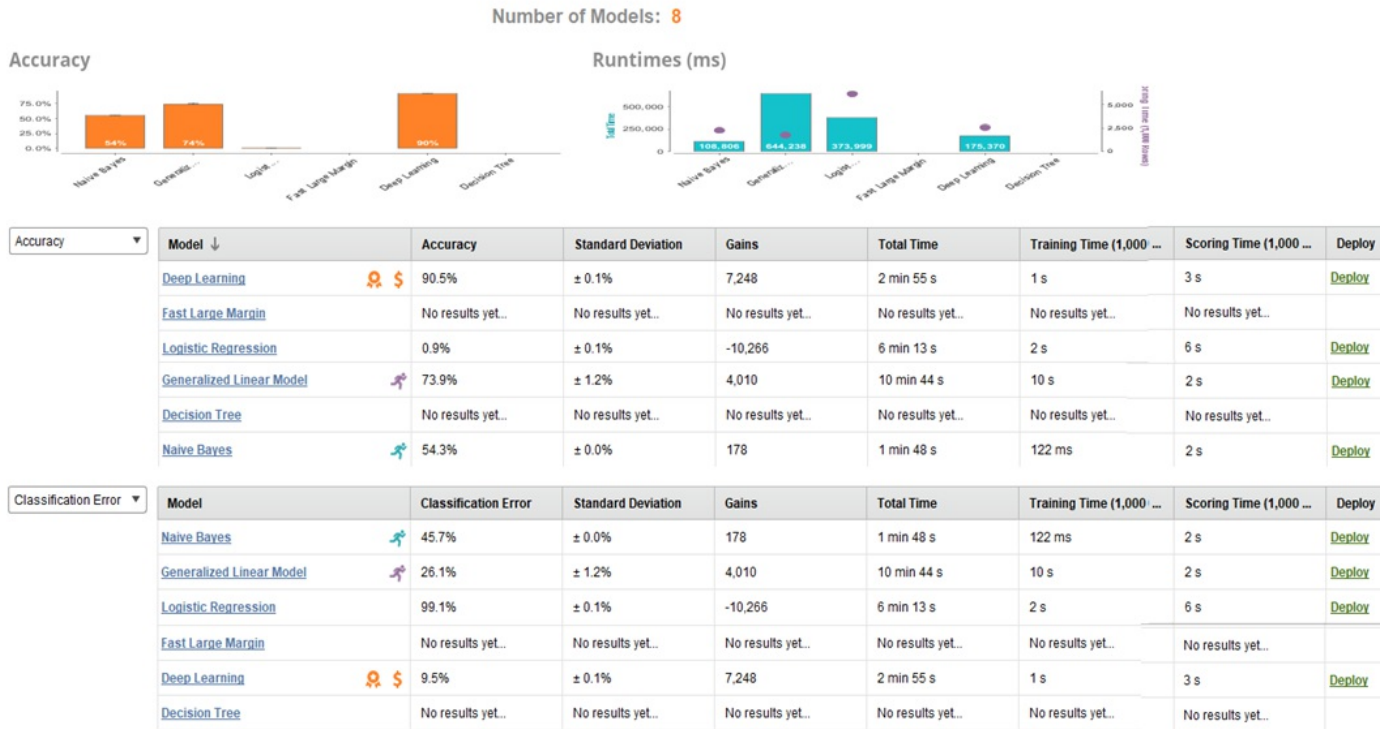 Number of Models: 8
Accuracy
75.0%
50.0%
25.0%
0.0%
54%
74%
90%
Naive Bayes
Generaliz...
Logist...
Fast Large Margin
Deep Learning
Decision Tree
Runtimes (ms)
Total Time
500,000
250,000
0
108,806
644,238
373,999
175,370
5,000
2,500
0
Time (1,000 Rows)
Naive Bayes
Generaliz...
Logist...
Fast Large Margin
Deep Learning
Decision Tree
Accuracy
Model Accuracy Standard Deviation Gains Total Time Training Time (1,000 ... Scoring Time (1,000 ... Deploy
Deep Learning $ 90.5% ± 0.1% 7,248 2 min 55 s 1 s 3 s Deploy
Fast Large Margin No results yet... No results yet... No results yet... No results yet... No results yet... No results yet...
Logistic Regression 0.9% ± 0.1% -10,266 6 min 13 s 2 s 6 s Deploy
Generalized Linear Model 73.9% ± 1.2% 4,010 10 min 44 s 10 s 2 s Deploy
Decision Tree No results yet... No results yet... No results yet... No results yet... No results yet... No results yet...
Naive Bayes 54.3% ± 0.0% 178 1 min 48 s 122 ms 2 s Deploy
Classification Error
Model Classification Error Standard Deviation Gains Total Time Training Time (1,000 ... Scoring Time (1,000 ... Deploy
Naive Bayes 45.7% ± 0.0% 178 1 min 48 s 122 ms 2 s Deploy
Generalized Linear Model 26.1% ± 1.2% 4,010 10 min 44 s 10 s 2 s Deploy
Logistic Regression 99.1% ± 0.1% -10,266 6 min 13 s 2 s 6 s Deploy
Fast Large Margin No results yet... No results yet... No results yet... No results yet... No results yet... No results yet...
Deep Learning $ 9.5% ± 0.1% 7,248 2 min 55 s 1 s 3 s Deploy
Decision Tree No results yet... No results yet... No results yet... No results yet... No results yet... No results yet...